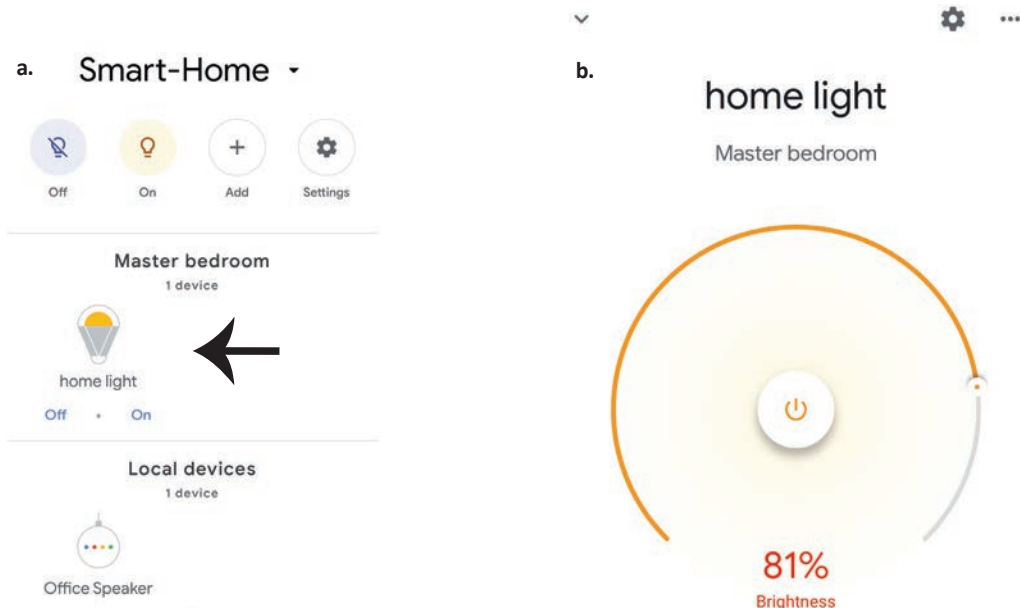 a.
Smart-Home
Off On Add Settings
Master bedroom
1 device
home light
Off • On
Local devices
1 device
Office Speaker
b.
home light
Master bedroom
81%
Brightness